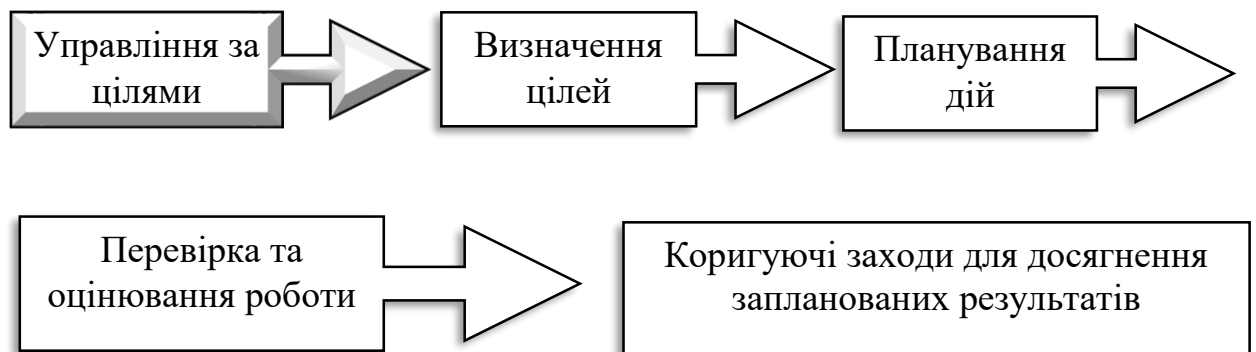 Управління за
цілями
Визначення
цілей
Планування
дій
Перевірка та
оцінювання роботи
Коригуючі заходи для досягнення
запланованих результатів